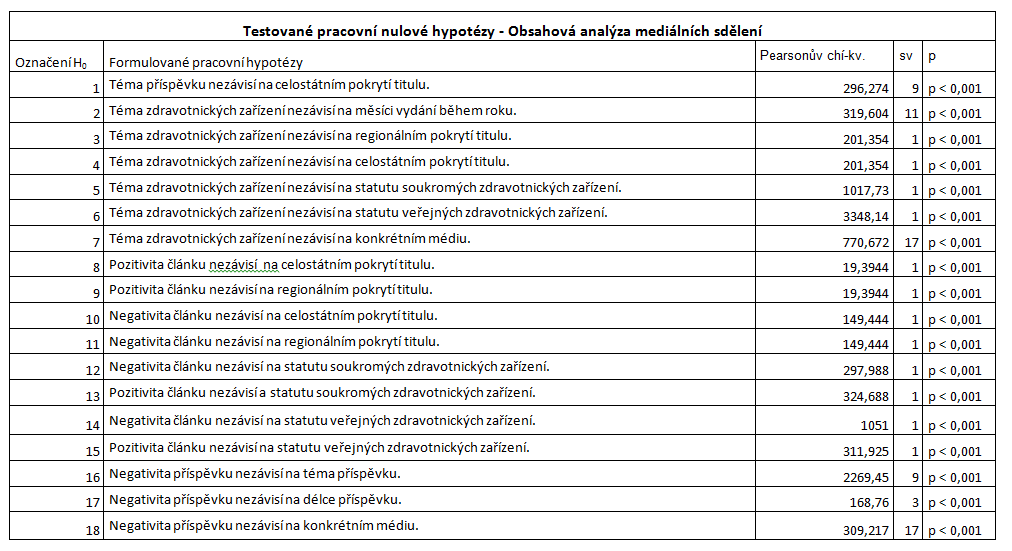 Testované pracovní nulové hypotézy - Obsahová analýza mediálních sdělení
Označení H₀ Formulované pracovní hypotézy Pearsonův chí-kv. sv p
1 Téma příspěvku nezávisí na celostátním pokrytí titulu. 296,274 9 p < 0,001
2 Téma zdravotnických zařízení nezávisí na měsíci vydání během roku. 319,604 11 p < 0,001
3 Téma zdravotnických zařízení nezávisí na regionálním pokrytí titulu. 201,354 1 p < 0,001
4 Téma zdravotnických zařízení nezávisí na celostátním pokrytí titulu. 201,354 1 p < 0,001
5 Téma zdravotnických zařízení nezávisí na statutu soukromých zdravotnických zařízení. 1017,73 1 p < 0,001
6 Téma zdravotnických zařízení nezávisí na statutu veřejných zdravotnických zařízení. 3348,14 1 p < 0,001
7 Téma zdravotnických zařízení nezávisí na konkrétním médiu. 770,672 17 p < 0,001
8 Pozitivita článku nezávisí na celostátním pokrytí titulu. 19,3944 1 p < 0,001
9 Pozitivita článku nezávisí na regionálním pokrytí titulu. 19,3944 1 p < 0,001
10 Negativita článku nezávisí na celostátním pokrytí titulu. 149,444 1 p < 0,001
11 Negativita článku nezávisí na regionálním pokrytí titulu. 149,444 1 p < 0,001
12 Negativita článku nezávisí na statutu soukromých zdravotnických zařízení. 297,988 1 p < 0,001
13 Pozitivita článku nezávisí a statutu soukromých zdravotnických zařízení. 324,688 1 p < 0,001
14 Negativita článku nezávisí na statutu veřejných zdravotnických zařízení. 1051 1 p < 0,001
15 Pozitivita článku nezávisí na statutu veřejných zdravotnických zařízení. 311,925 1 p < 0,001
16 Negativita příspěvku nezávisí na téma příspěvku. 2269,45 9 p < 0,001
17 Negativita příspěvku nezávisí na délce příspěvku. 168,76 3 p < 0,001
18 Negativita příspěvku nezávisí na konkrétním médiu. 309,217 17 p < 0,001